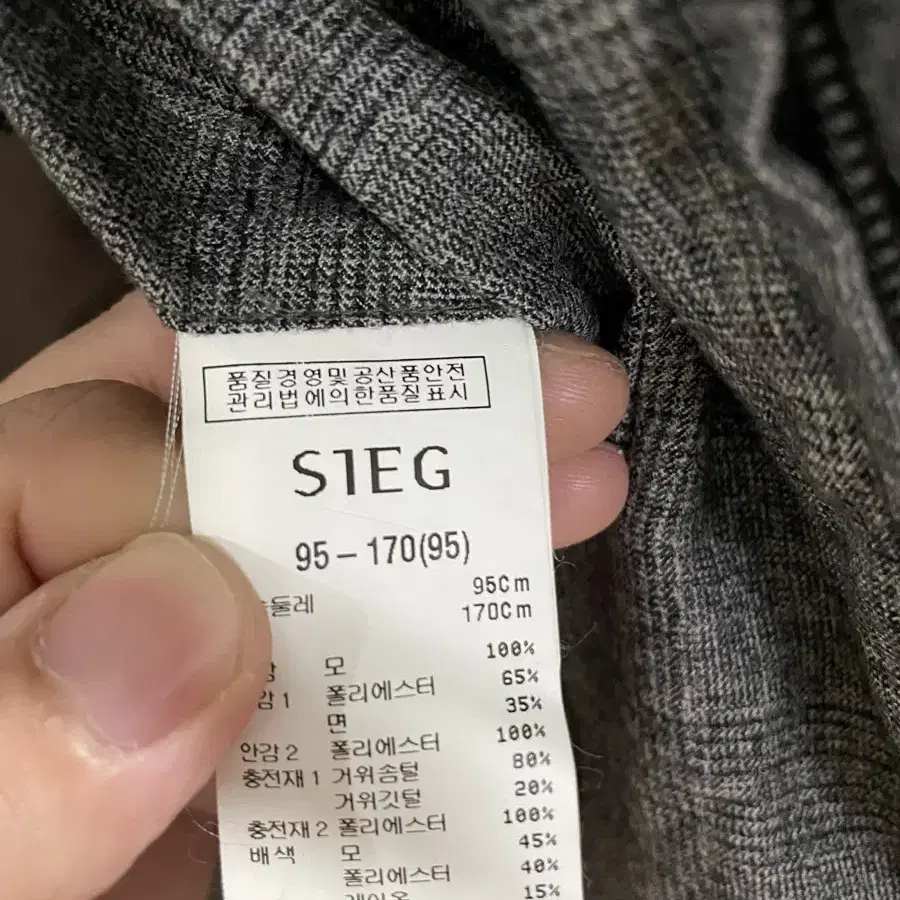 품질경영및공산품안전
관리법에의한품질표시
SIEG
95-170(95)
95Cm
둘레 170Cm
모 100%
감 1 폴리에스터 65%
면 35%
안감 2 폴리에스터 100%
충전재 1 거위솜털 80%
거위깃털 20%
충전재 2 폴리에스터 100%
배색 모 45%
폴리에스터 40%
레이온 15%